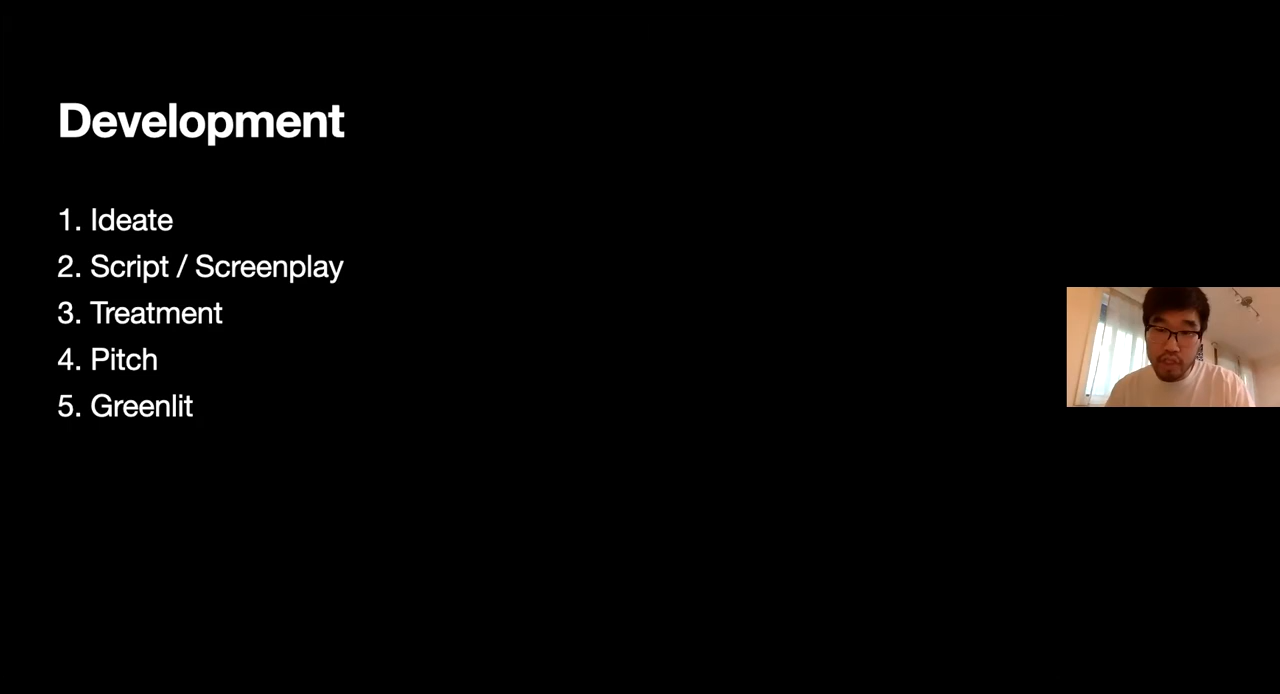 Development
1. Ideate
2. Script / Screenplay
3. Treatment
4. Pitch
5. Greenlit